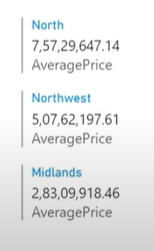 North
7,57,29,647.14
AveragePrice
Northwest
5,07,62,197.61
AveragePrice
Midlands
2,83,09,918.46
AveragePrice